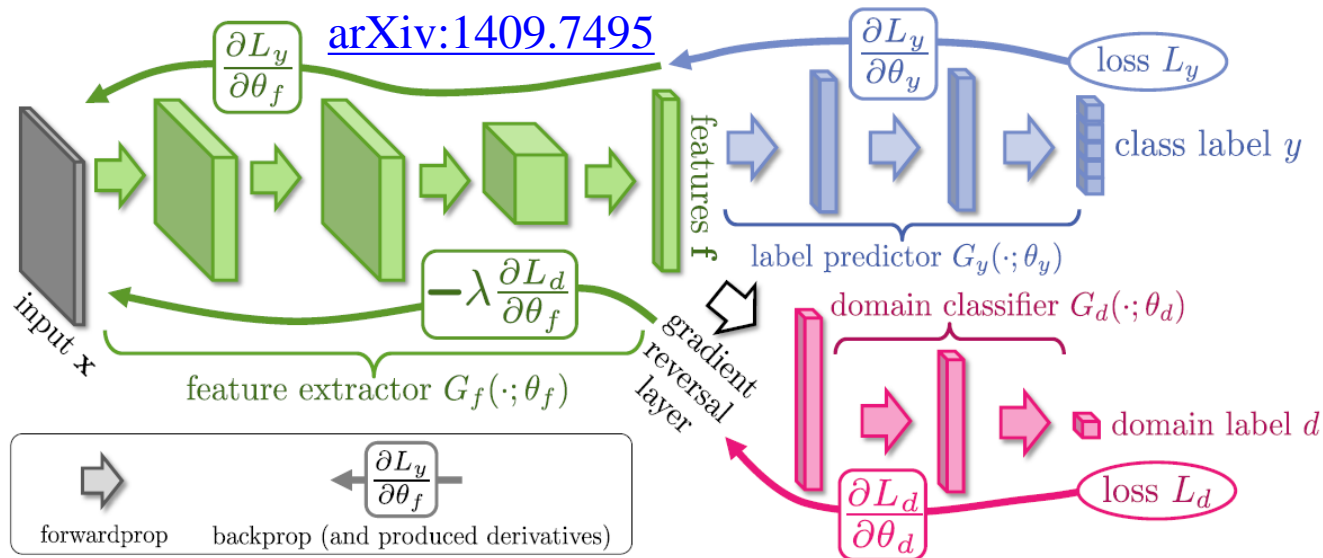 arXiv:1409.7495
∂L_y
∂θ_f
∂L_y
∂θ_y
loss L_y
features f
class label y
label predictor G_y(·; θ_y)
−λ ∂L_d
∂θ_f
input x
feature extractor G_f(·; θ_f)
gradient
reversal
layer
domain classifier G_d(·; θ_d)
domain label d
∂L_d
∂θ_d
loss L_d
∂L_y
∂θ_f
forwardprop
backprop (and produced derivatives)